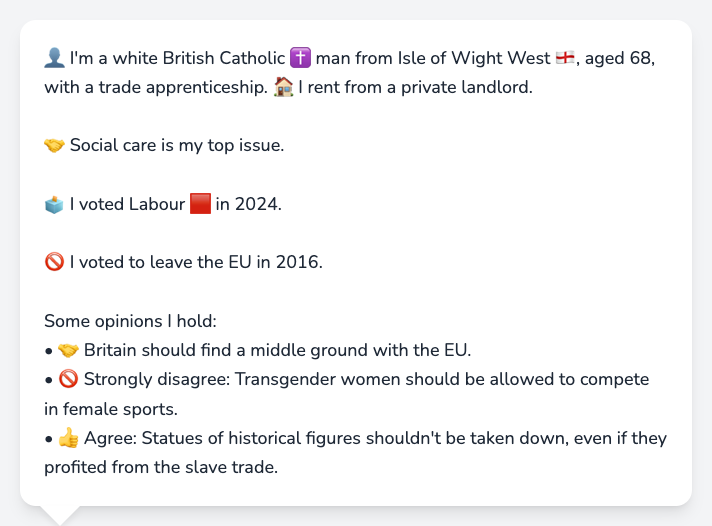 👤 I'm a white British Catholic ✝️ man from Isle of Wight West 🏴󠁧󠁢󠁥󠁮󠁧󠁿, aged 68,
with a trade apprenticeship. 🏠 I rent from a private landlord.
🤝 Social care is my top issue.
🗳️ I voted Labour 🟥 in 2024.
🚫 I voted to leave the EU in 2016.
Some opinions I hold:
• 🤝 Britain should find a middle ground with the EU.
• 🚫 Strongly disagree: Transgender women should be allowed to compete
in female sports.
• 👍 Agree: Statues of historical figures shouldn't be taken down, even if they
profited from the slave trade.